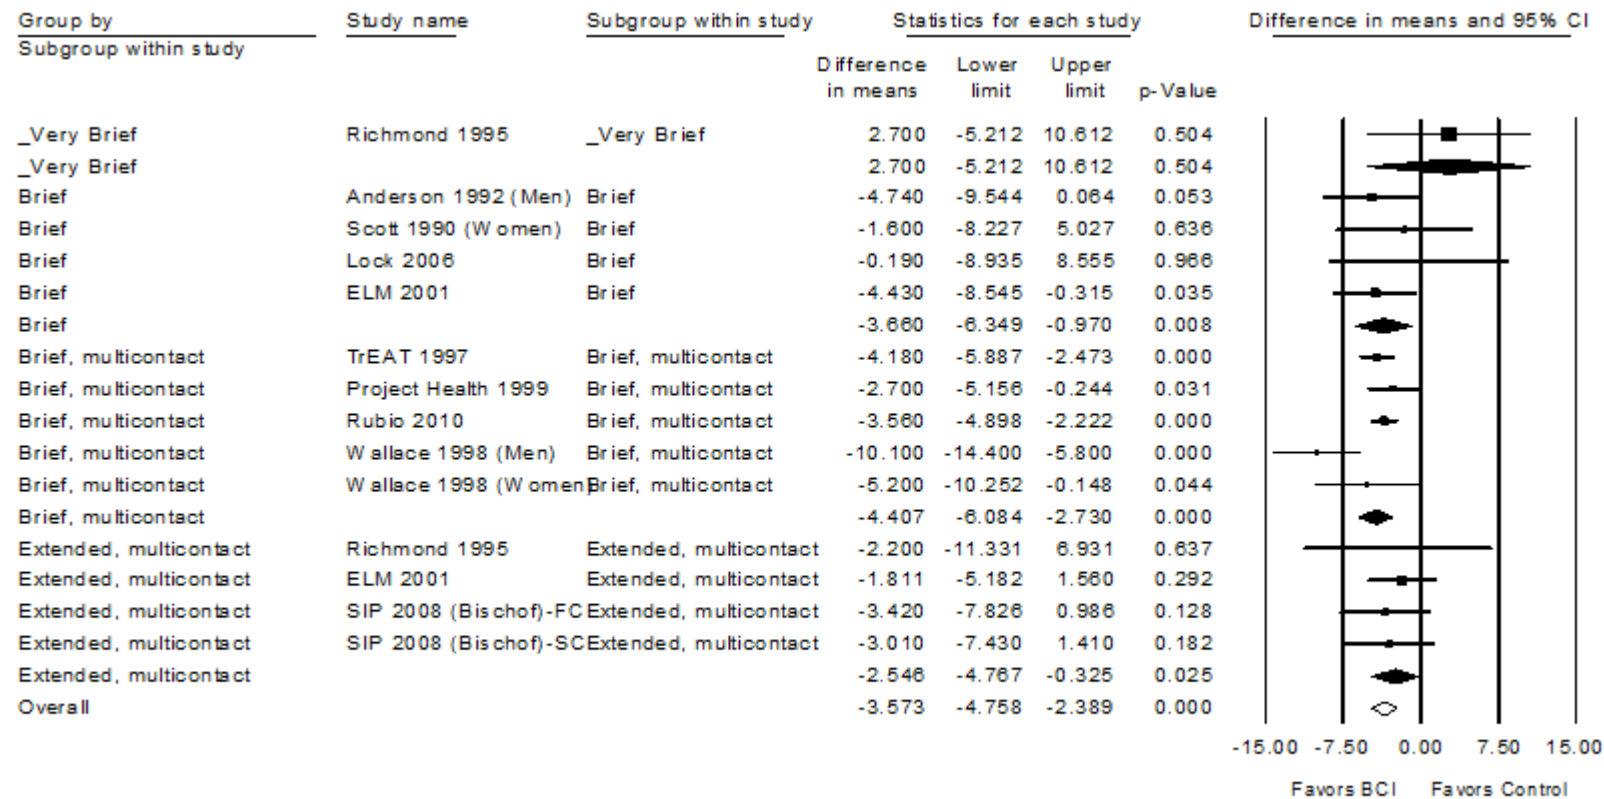 Group by Study name Subgroup within study Statistics for each study Difference in means and 95% CI
Subgroup within study
Difference Lower Upper
in means limit limit p-Value
_Very Brief Richmond 1995 _Very Brief 2.700 -5.212 10.612 0.504
_Very Brief 2.700 -5.212 10.612 0.504
Brief Anderson 1992 (Men) Brief -4.740 -9.544 0.064 0.053
Brief Scott 1990 (Women) Brief -1.600 -8.227 5.027 0.636
Brief Lock 2006 Brief -0.190 -8.935 8.555 0.966
Brief ELM 2001 Brief -4.430 -8.545 -0.315 0.035
Brief -3.660 -6.349 -0.970 0.008
Brief, multicontact TrEAT 1997 Brief, multicontact -4.180 -5.887 -2.473 0.000
Brief, multicontact Project Health 1999 Brief, multicontact -2.700 -5.156 -0.244 0.031
Brief, multicontact Rubio 2010 Brief, multicontact -3.560 -4.898 -2.222 0.000
Brief, multicontact Wallace 1998 (Men) Brief, multicontact -10.100 -14.400 -5.800 0.000
Brief, multicontact Wallace 1998 (Women) Brief, multicontact -5.200 -10.252 -0.148 0.044
Brief, multicontact -4.407 -6.084 -2.730 0.000
Extended, multicontact Richmond 1995 Extended, multicontact -2.200 -11.331 6.931 0.637
Extended, multicontact ELM 2001 Extended, multicontact -1.811 -5.182 1.560 0.292
Extended, multicontact SIP 2008 (Bischof)-FC Extended, multicontact -3.420 -7.826 0.986 0.128
Extended, multicontact SIP 2008 (Bischof)-SC Extended, multicontact -3.010 -7.430 1.410 0.182
Extended, multicontact -2.546 -4.767 -0.325 0.025
Overall -3.573 -4.758 -2.389 0.000
-15.00 -7.50 0.00 7.50 15.00
Favors BCI Favors Control